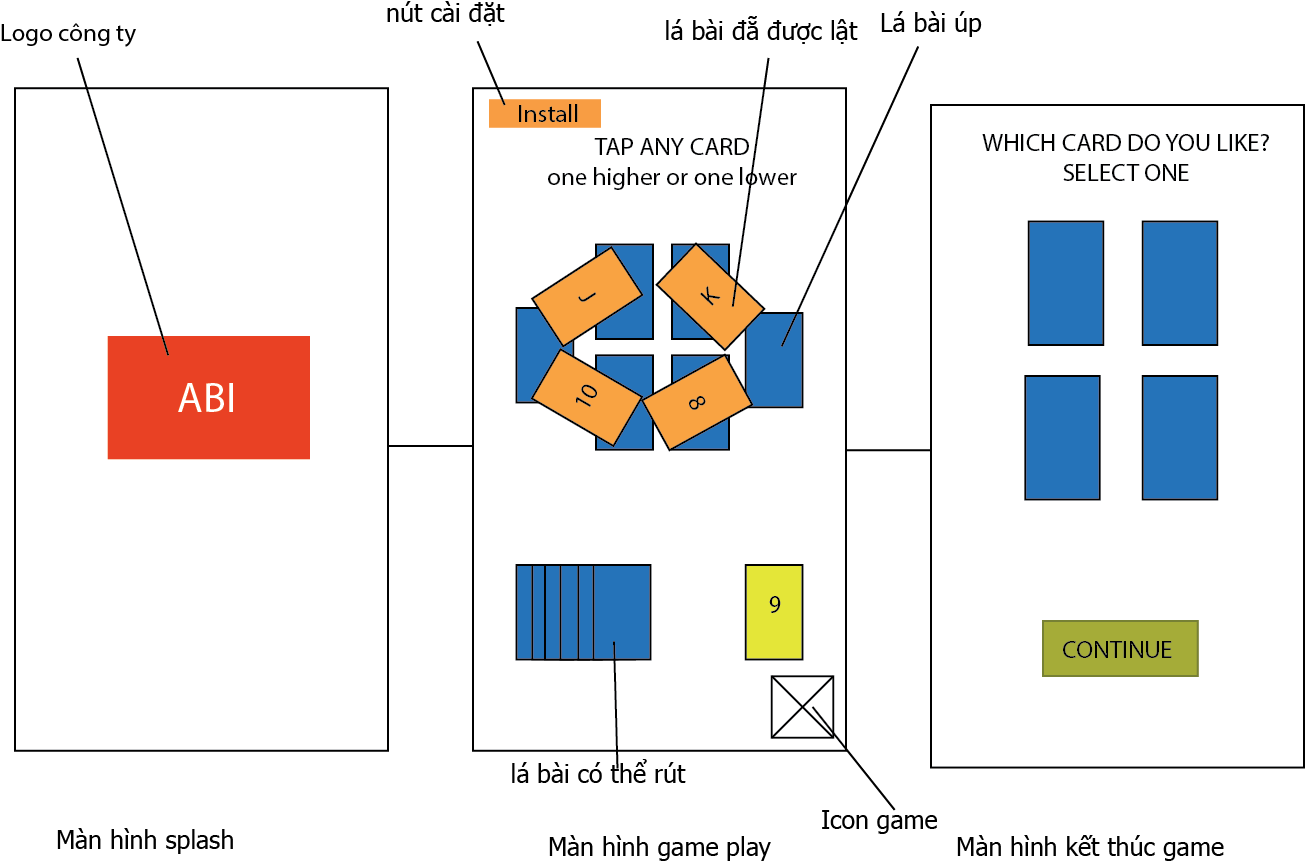 Logo công ty
nút cài đặt
lá bài đẵ được lật
Lá bài úp
ABI
Install
TAP ANY CARD
one higher or one lower
J
K
10
8
9
lá bài có thể rút
Icon game
WHICH CARD DO YOU LIKE?
SELECT ONE
CONTINUE
Màn hình splash
Màn hình game play
Màn hình kết thúc game